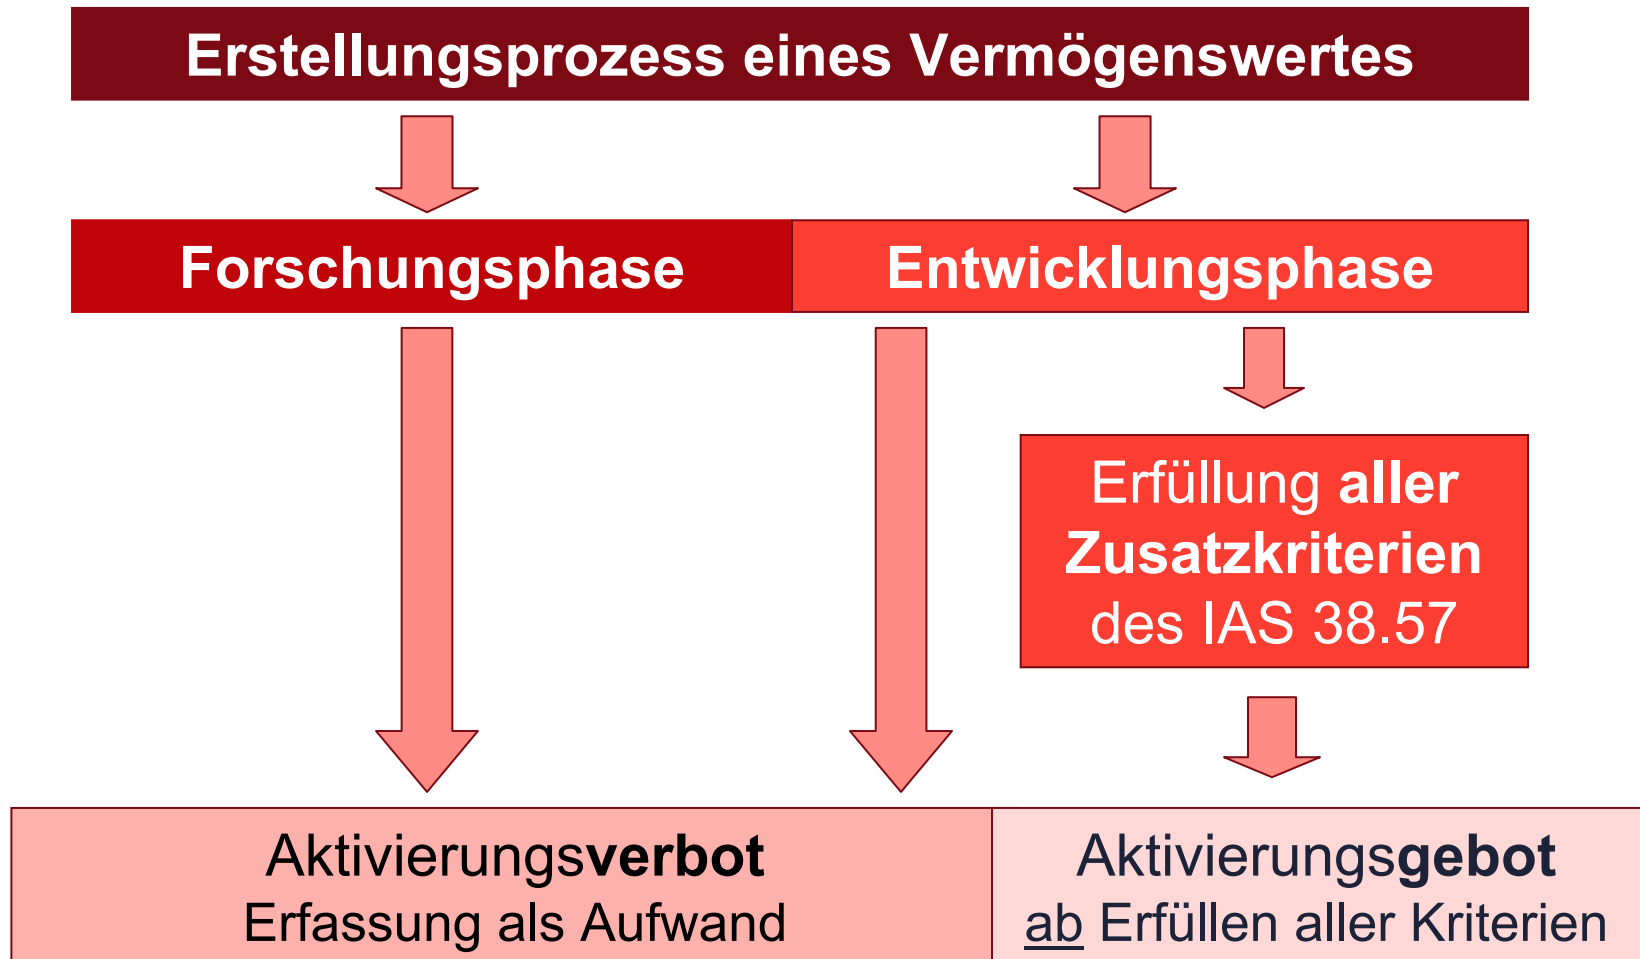 Erstellungsprozess eines Vermögenswertes
Forschungsphase
Entwicklungsphase
Erfüllung aller
Zusatzkriterien
des IAS 38.57
Aktivierungsverbot
Erfassung als Aufwand
Aktivierungsgebot
ab Erfüllen aller Kriterien